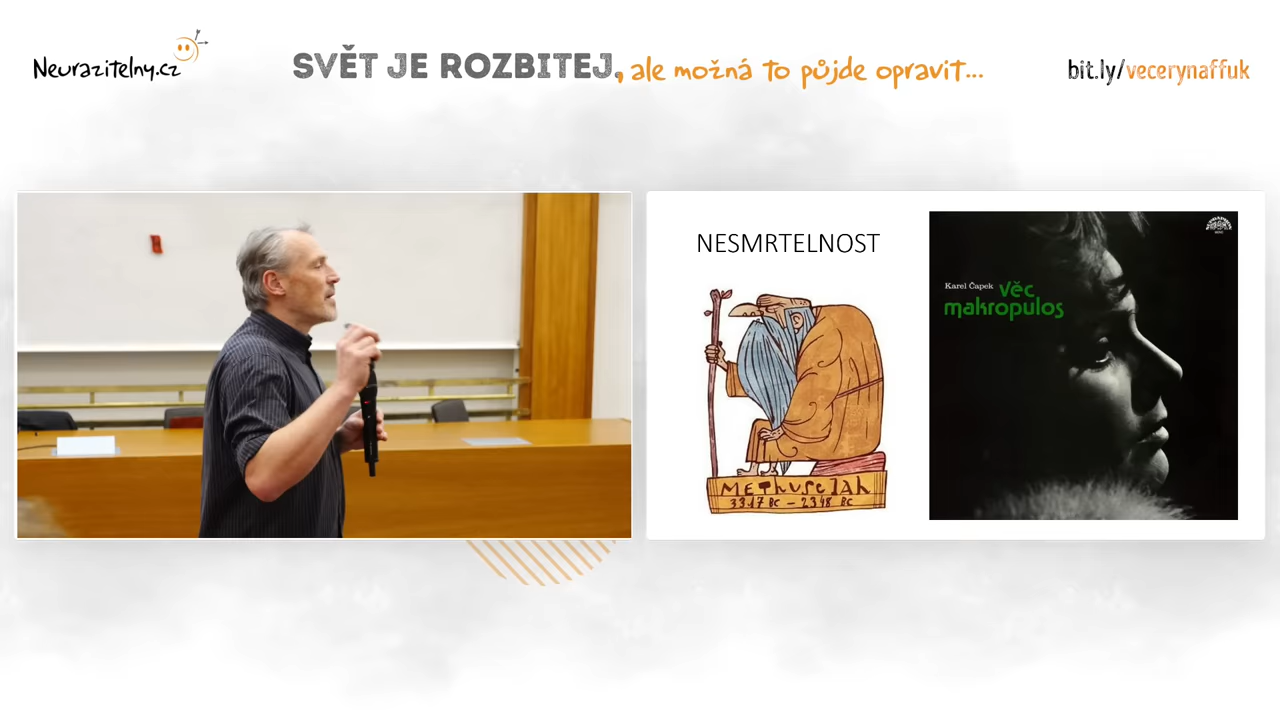 Neurazitelny.cz
SVĚT JE ROZBITEJ, ale možná to půjde opravit...
bit.ly/vecerynaffuk
NESMRTELNOST
Karel Čapek věc
makropulos
METhUSELAH
3317 BC – 2348 BC